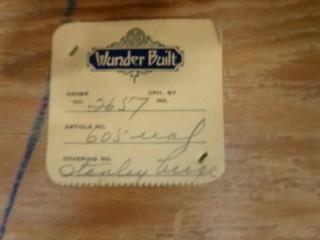 Wunder Built
ORDER NO. 2657 UPH. BY NO.
ARTICLE NO. 605
COVERING NO. Stanley